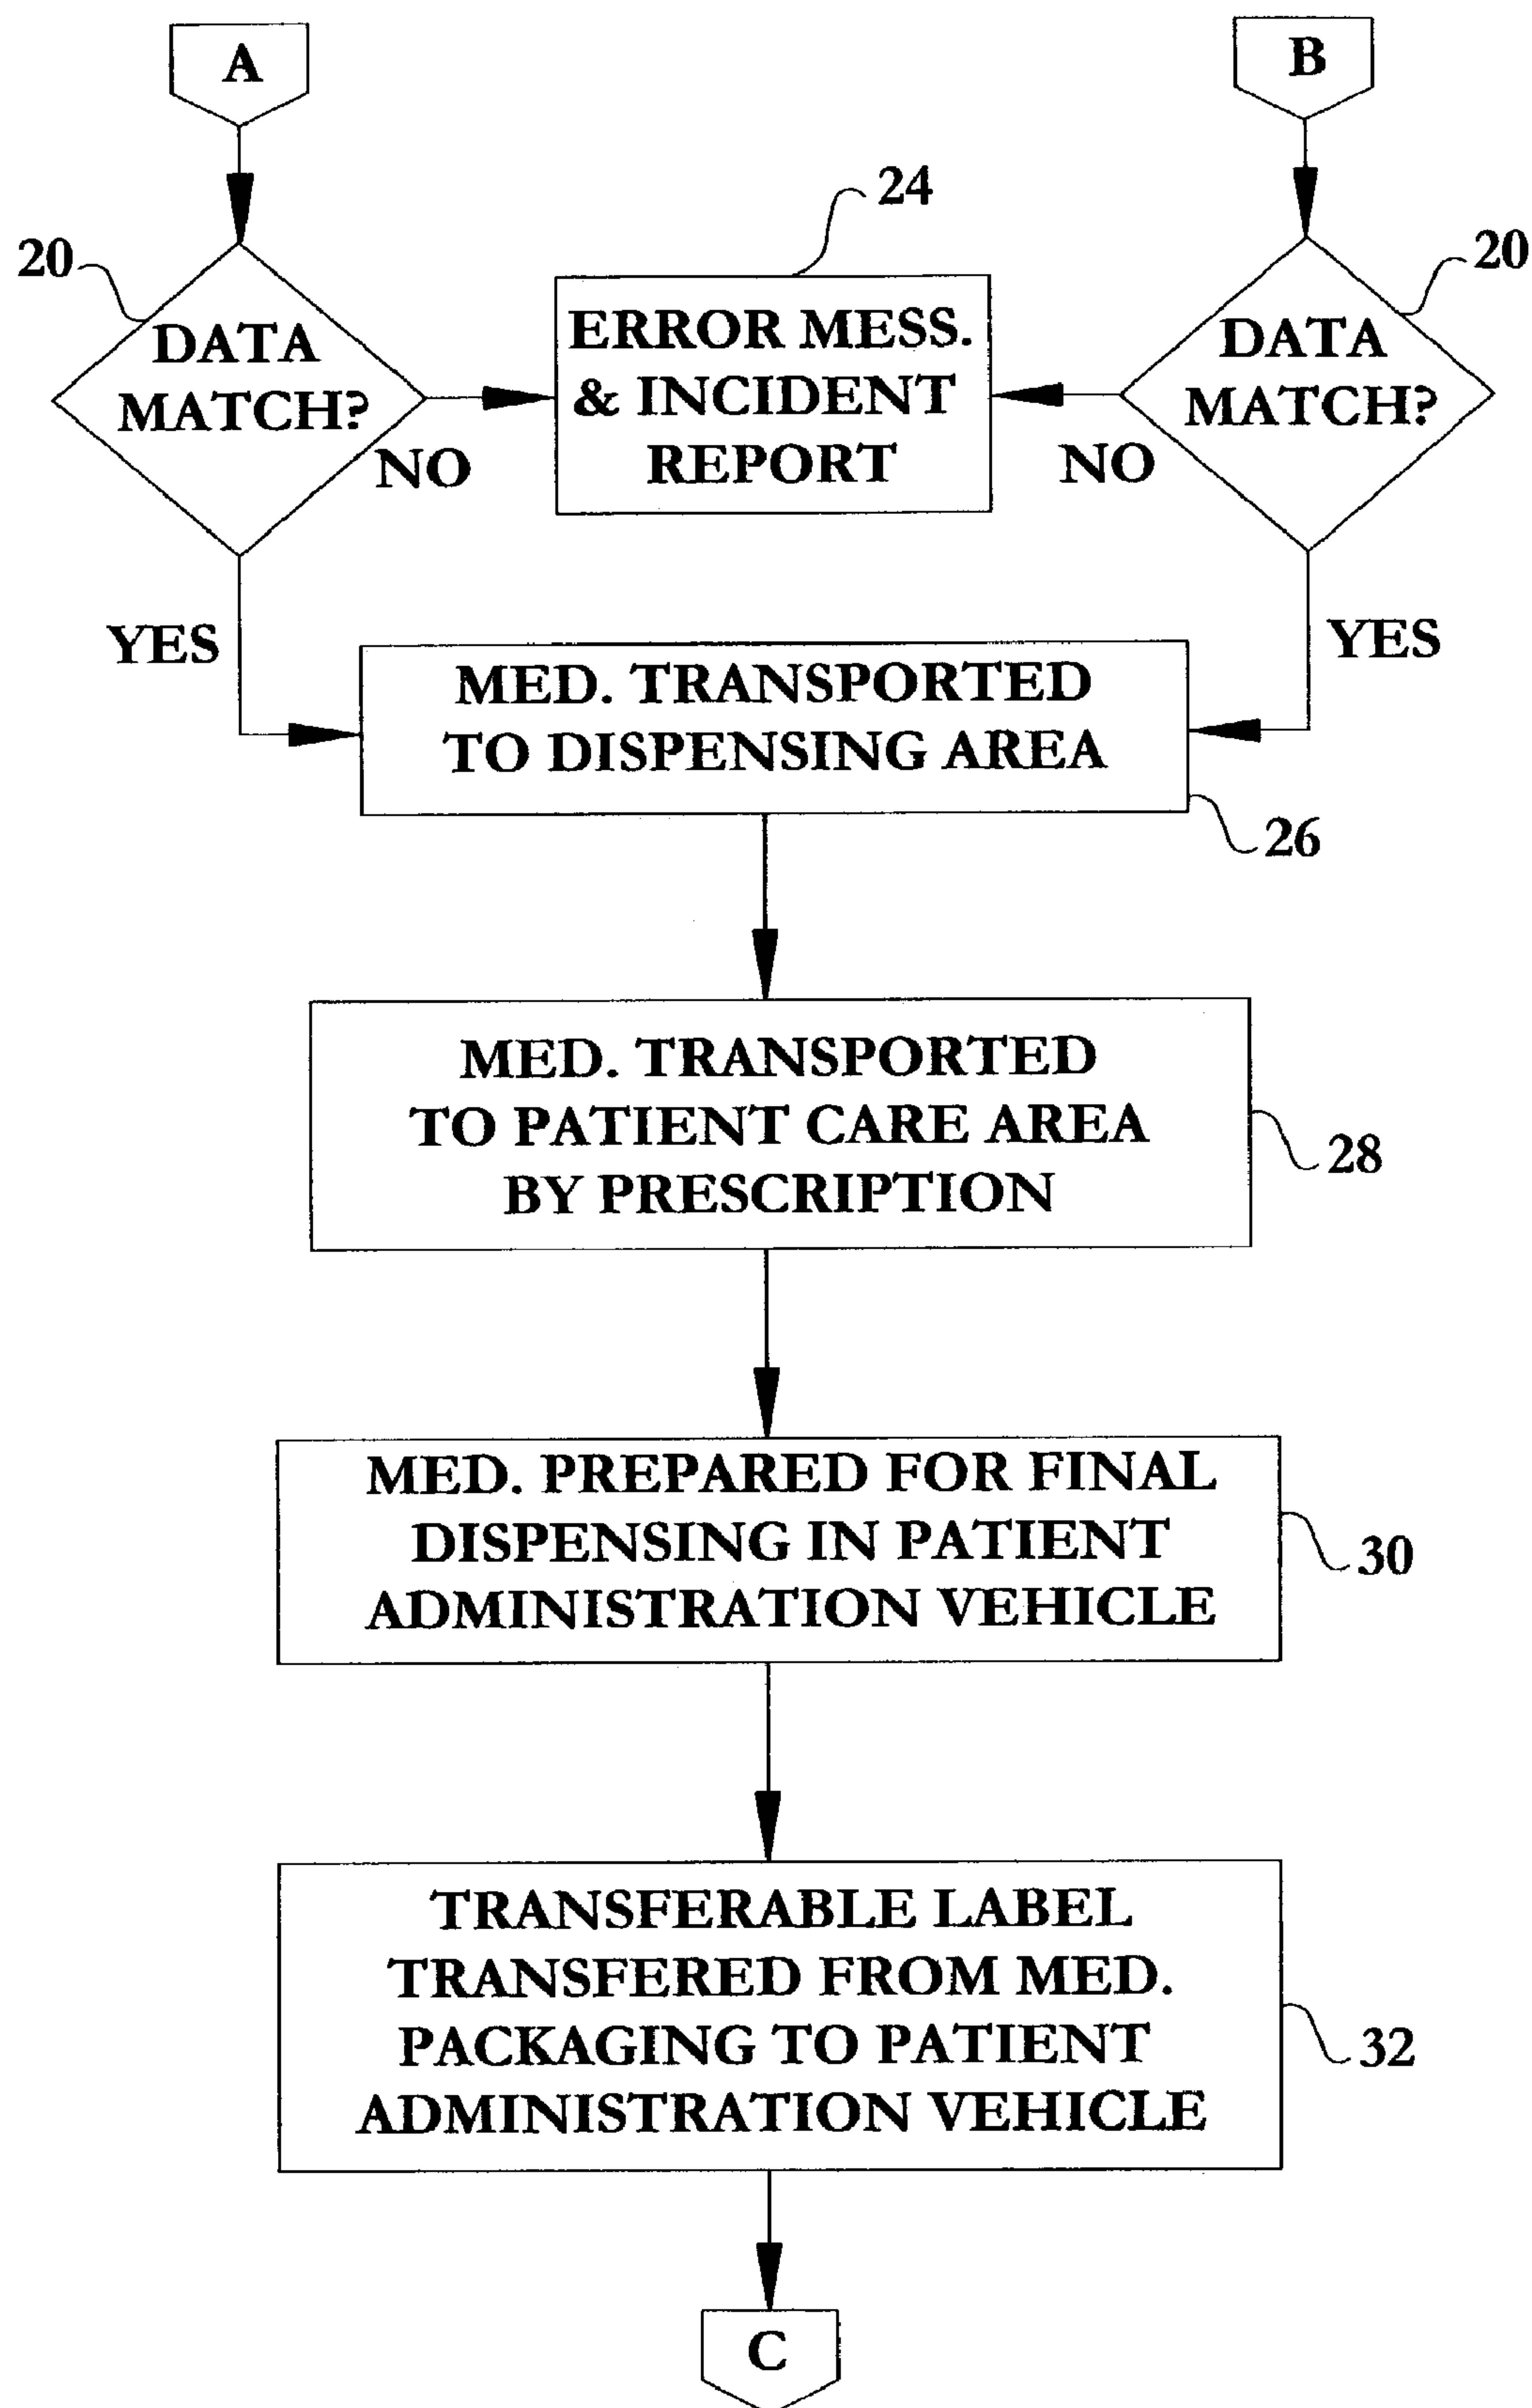 A
B
24
20
20
DATA
MATCH?
ERROR MESS.
& INCIDENT
REPORT
DATA
MATCH?
NO
NO
YES
YES
MED. TRANSPORTED
TO DISPENSING AREA
26
MED. TRANSPORTED
TO PATIENT CARE AREA
BY PRESCRIPTION
28
MED. PREPARED FOR FINAL
DISPENSING IN PATIENT
ADMINISTRATION VEHICLE
30
TRANSFERABLE LABEL
TRANSFERED FROM MED.
PACKAGING TO PATIENT
ADMINISTRATION VEHICLE
32
C